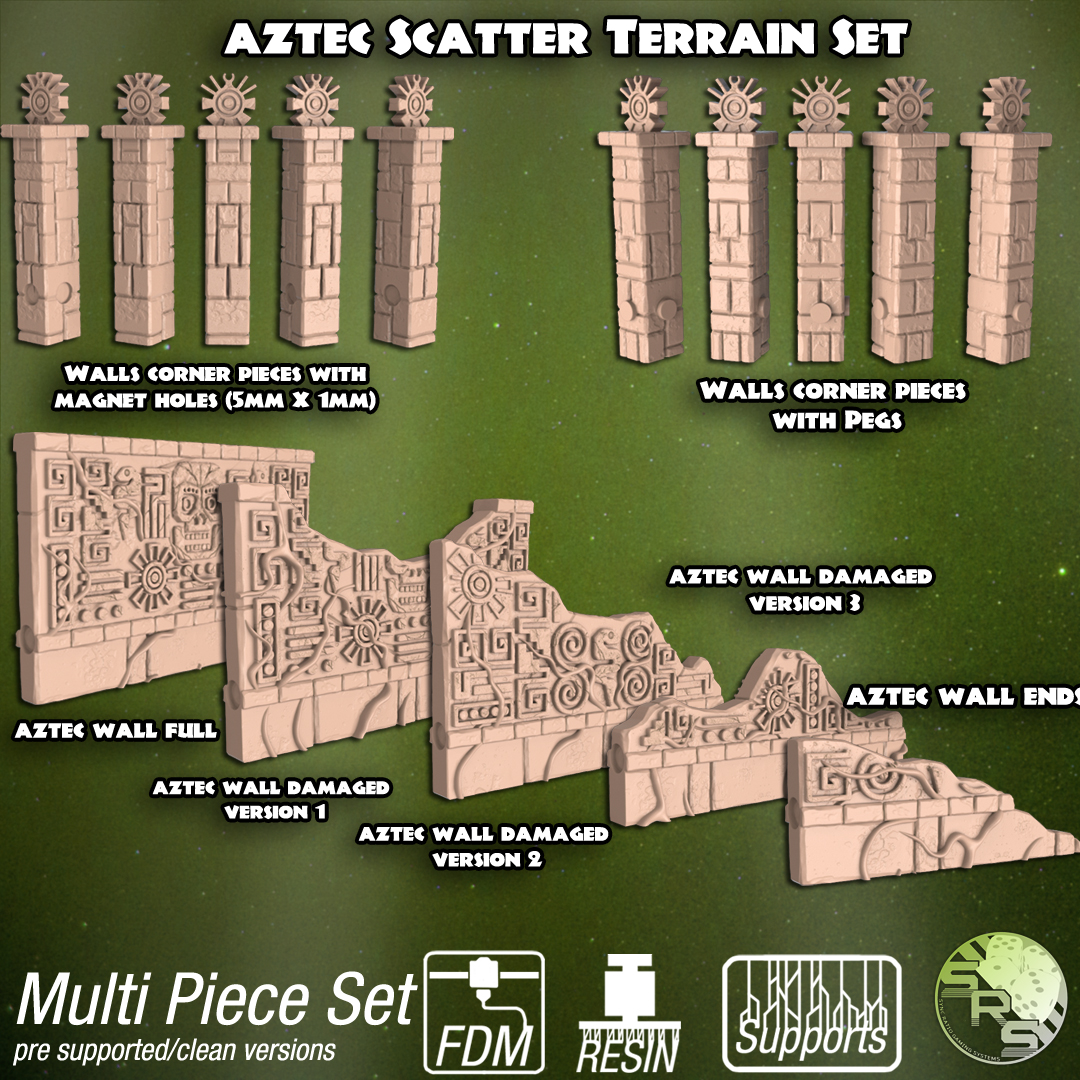 Aztec Scatter Terrain Set
Walls corner pieces with
magnet holes (5mm X 1mm)
Walls corner pieces
with Pegs
Aztec wall damaged
version 3
Aztec wall ends
Aztec wall full
Aztec wall damaged
version 1
Aztec wall damaged
version 2
Multi Piece Set
pre supported/clean versions
FDM
RESIN
Supports
SRS